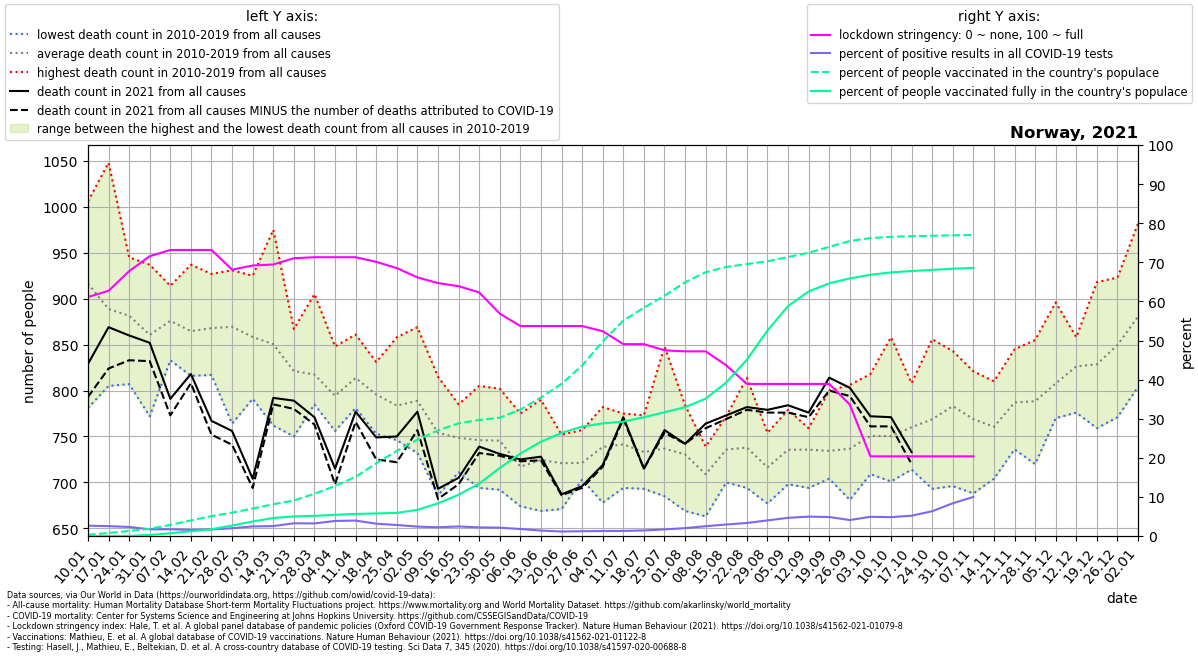 left Y axis:
lowest death count in 2010-2019 from all causes
average death count in 2010-2019 from all causes
highest death count in 2010-2019 from all causes
death count in 2021 from all causes
death count in 2021 from all causes MINUS the number of deaths attributed to COVID-19
range between the highest and the lowest death count from all causes in 2010-2019
right Y axis:
lockdown stringency: 0 ~ none, 100 ~ full
percent of positive results in all COVID-19 tests
percent of people vaccinated in the country's populace
percent of people vaccinated fully in the country's populace
Norway, 2021
number of people
1050
1000
950
900
850
800
750
700
650
100
90
80
70
60
50
40
30
20
10
0
percent
10.01 17.01 24.01 31.01 07.02 14.02 21.02 28.02 07.03 14.03 21.03 28.03 04.04 11.04 18.04 25.04 02.05 09.05 16.05 23.05 30.05 06.06 13.06 20.06 27.06 04.07 11.07 18.07 25.07 01.08 08.08 15.08 22.08 29.08 05.09 12.09 19.09 26.09 03.10 10.10 17.10 24.10 31.10 07.11 14.11 21.11 28.11 05.12 12.12 19.12 26.12 02.01
date
Data sources, via Our World in Data (https://ourworldindata.org, https://github.com/owid/covid-19-data):
- All-cause mortality: Human Mortality Database Short-term Mortality Fluctuations project. https://www.mortality.org and World Mortality Dataset. https://github.com/akarlinsky/world_mortality
- COVID-19 mortality: Center for Systems Science and Engineering at Johns Hopkins University. https://github.com/CSSEGISandData/COVID-19
- Lockdown stringency index: Hale, T. et al. A global panel database of pandemic policies (Oxford COVID-19 Government Response Tracker). Nature Human Behaviour (2021). https://doi.org/10.1038/s41562-021-01079-8
- Vaccinations: Mathieu, E. et al. A global database of COVID-19 vaccinations. Nature Human Behaviour (2021). https://doi.org/10.1038/s41562-021-01122-8
- Testing: Hasell, J., Mathieu, E., Beltekian, D. et al. A cross-country database of COVID-19 testing. Sci Data 7, 345 (2020). https://doi.org/10.1038/s41597-020-00688-8